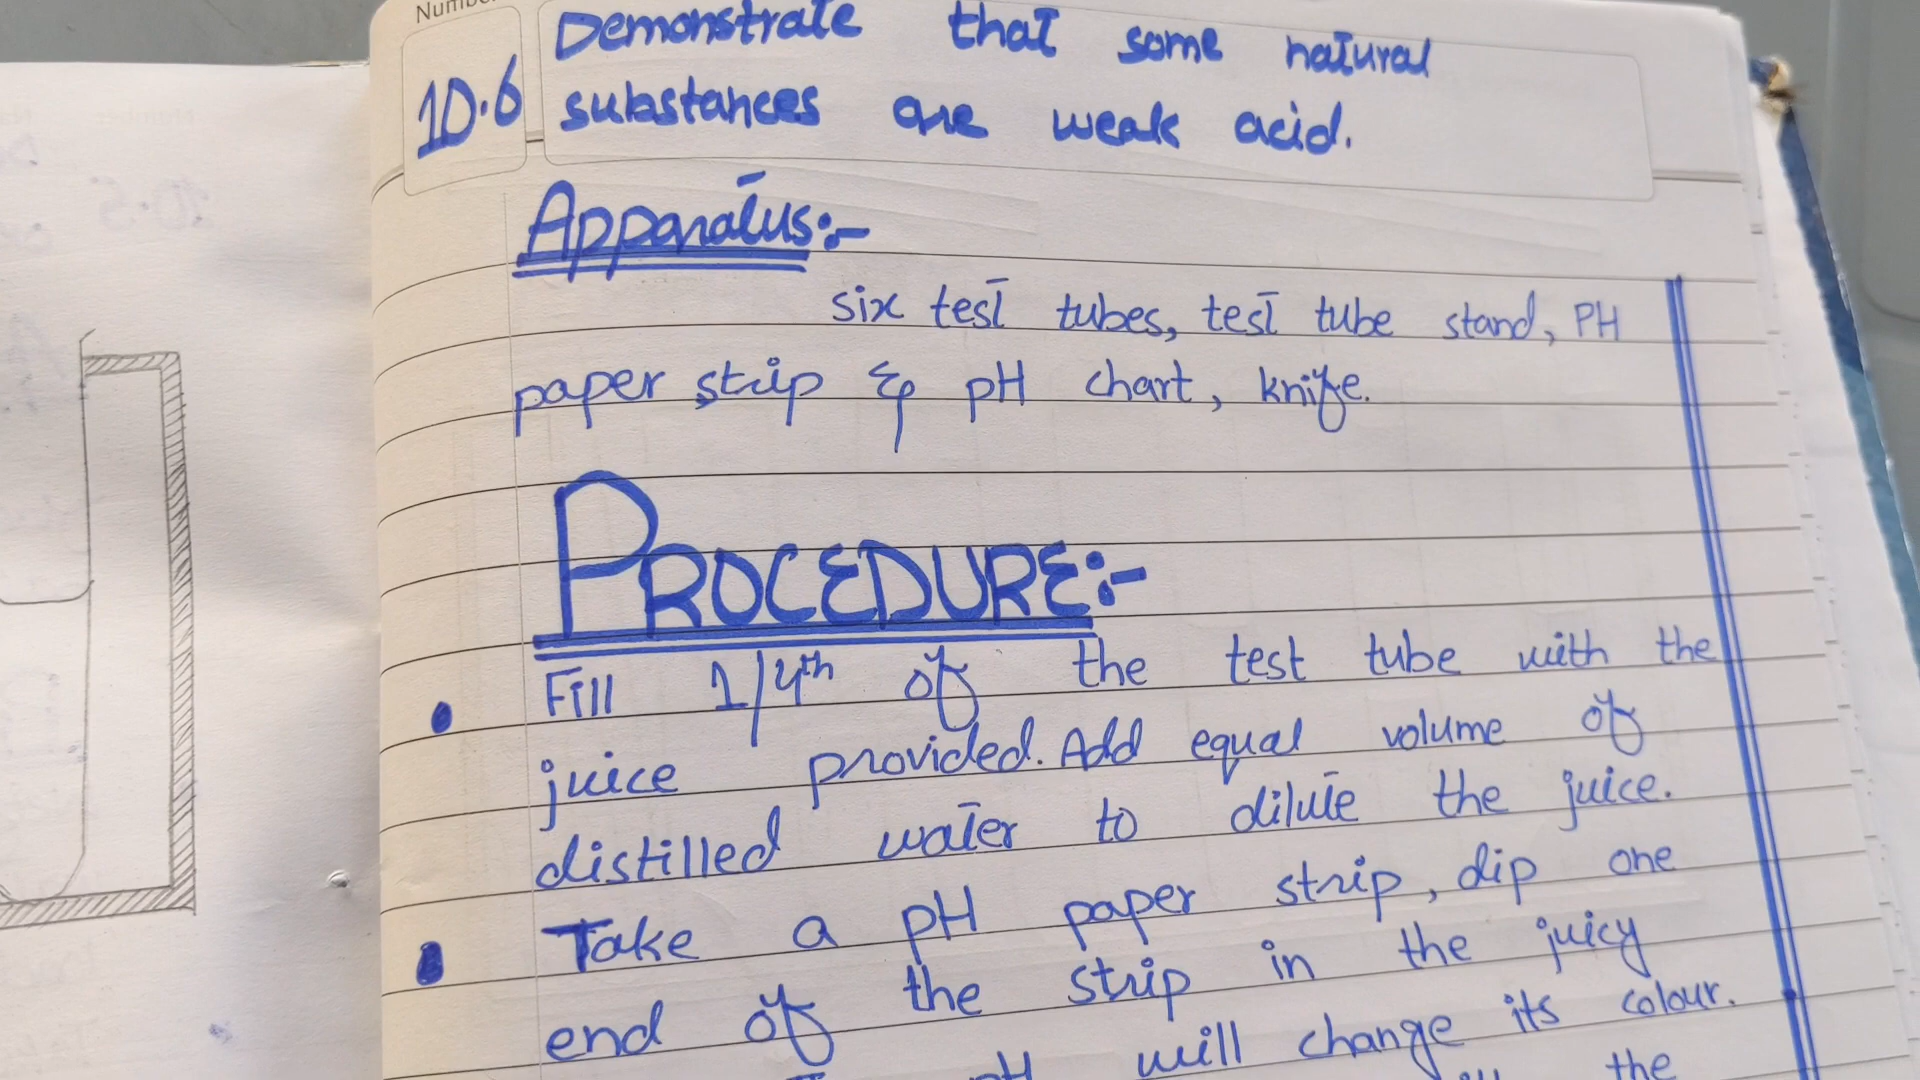 Demonstrate that some natural
10.6 substances are weak acid.
Apparatus:-
six test tubes, test tube stand, PH
paper strip & pH chart, knife.
PROCEDURE:-
• Fill 1/4th of the test tube with the
juice provided. Add equal volume of
distilled water to dilute the juice.
• Take a pH paper strip, dip one
end of the strip in the juicy
pH will change its colour.
the